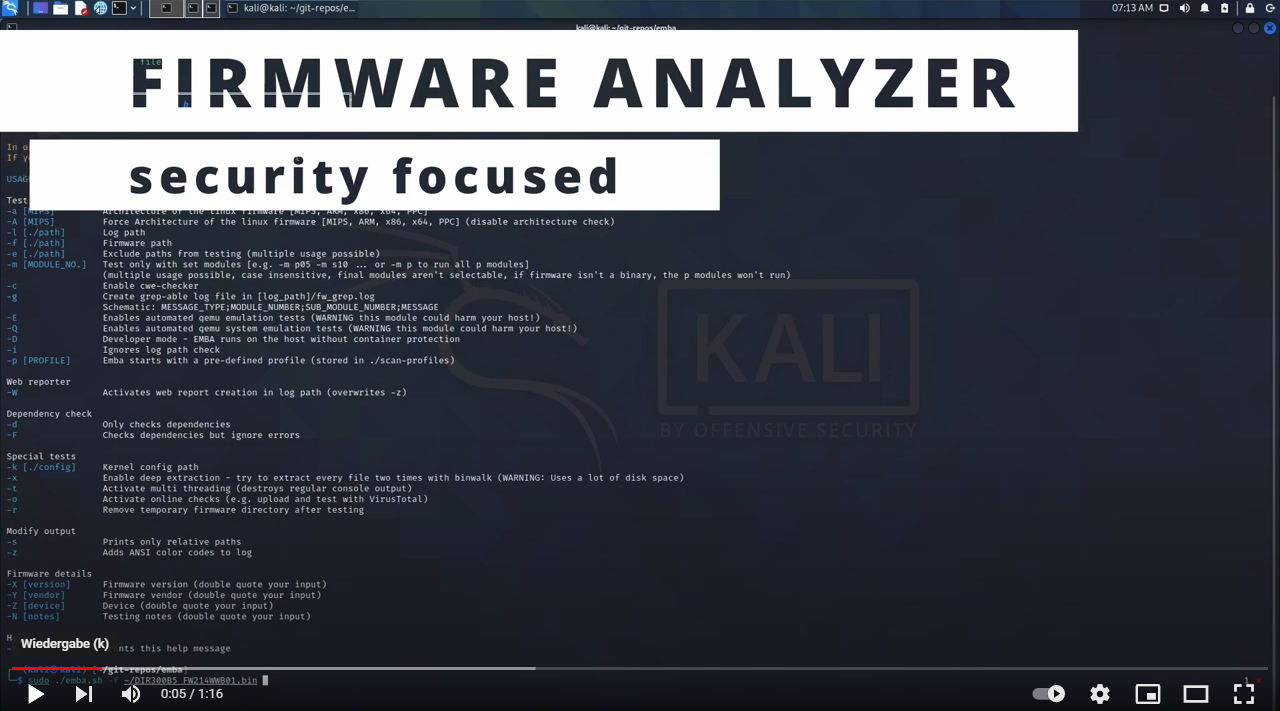 kali@kali: ~/git-repos/e...
07:13 AM
kali@kali: ~/git-repos/emba
file
FIRMWARE ANALYZER
b
In o
If y
security focused
USAG
Test
-a [MIPS] Architecture of the linux firmware [MIPS, ARM, x86, x64, PPC]
-A [MIPS] Force Architecture of the linux firmware [MIPS, ARM, x86, x64, PPC] (disable architecture check)
-l [./path] Log path
-f [./path] Firmware path
-e [./path] Exclude paths from testing (multiple usage possible)
-m [MODULE_NO.] Test only with set modules [e.g. -m p05 -m s10 ... or -m p to run all p modules]
(multiple usage possible, case insensitive, final modules aren't selectable, if firmware isn't a binary, the p modules won't run)
-c Enable cwe-checker
-g Create grep-able log file in [log_path]/fw_grep.log
Schematic: MESSAGE_TYPE;MODULE_NUMBER;SUB_MODULE_NUMBER;MESSAGE
-E Enables automated qemu emulation tests (WARNING this module could harm your host!)
-Q Enables automated qemu system emulation tests (WARNING this module could harm your host!)
-D Developer mode - EMBA runs on the host without container protection
-i Ignores log path check
-p [PROFILE] Emba starts with a pre-defined profile (stored in ./scan-profiles)
KALI
BY OFFENSIVE SECURITY
Web reporter
-W Activates web report creation in log path (overwrites -z)
Dependency check
-d Only checks dependencies
-F Checks dependencies but ignore errors
Special tests
-k [./config] Kernel config path
-x Enable deep extraction - try to extract every file two times with binwalk (WARNING: Uses a lot of disk space)
-t Activate multi threading (destroys regular console output)
-o Activate online checks (e.g. upload and test with VirusTotal)
-r Remove temporary firmware directory after testing
Modify output
-s Prints only relative paths
-z Adds ANSI color codes to log
Firmware details
-X [version] Firmware version (double quote your input)
-Y [vendor] Firmware vendor (double quote your input)
-Z [device] Device (double quote your input)
-N [notes] Testing notes (double quote your input)
H
Wiedergabe (k)
- nts this help message
(kali㉿kali)-[~/git-repos/emba]
$ sudo ./emba.sh -f ~/DIR300B5_FW214WWB01.bin
1
0:05 / 1:16